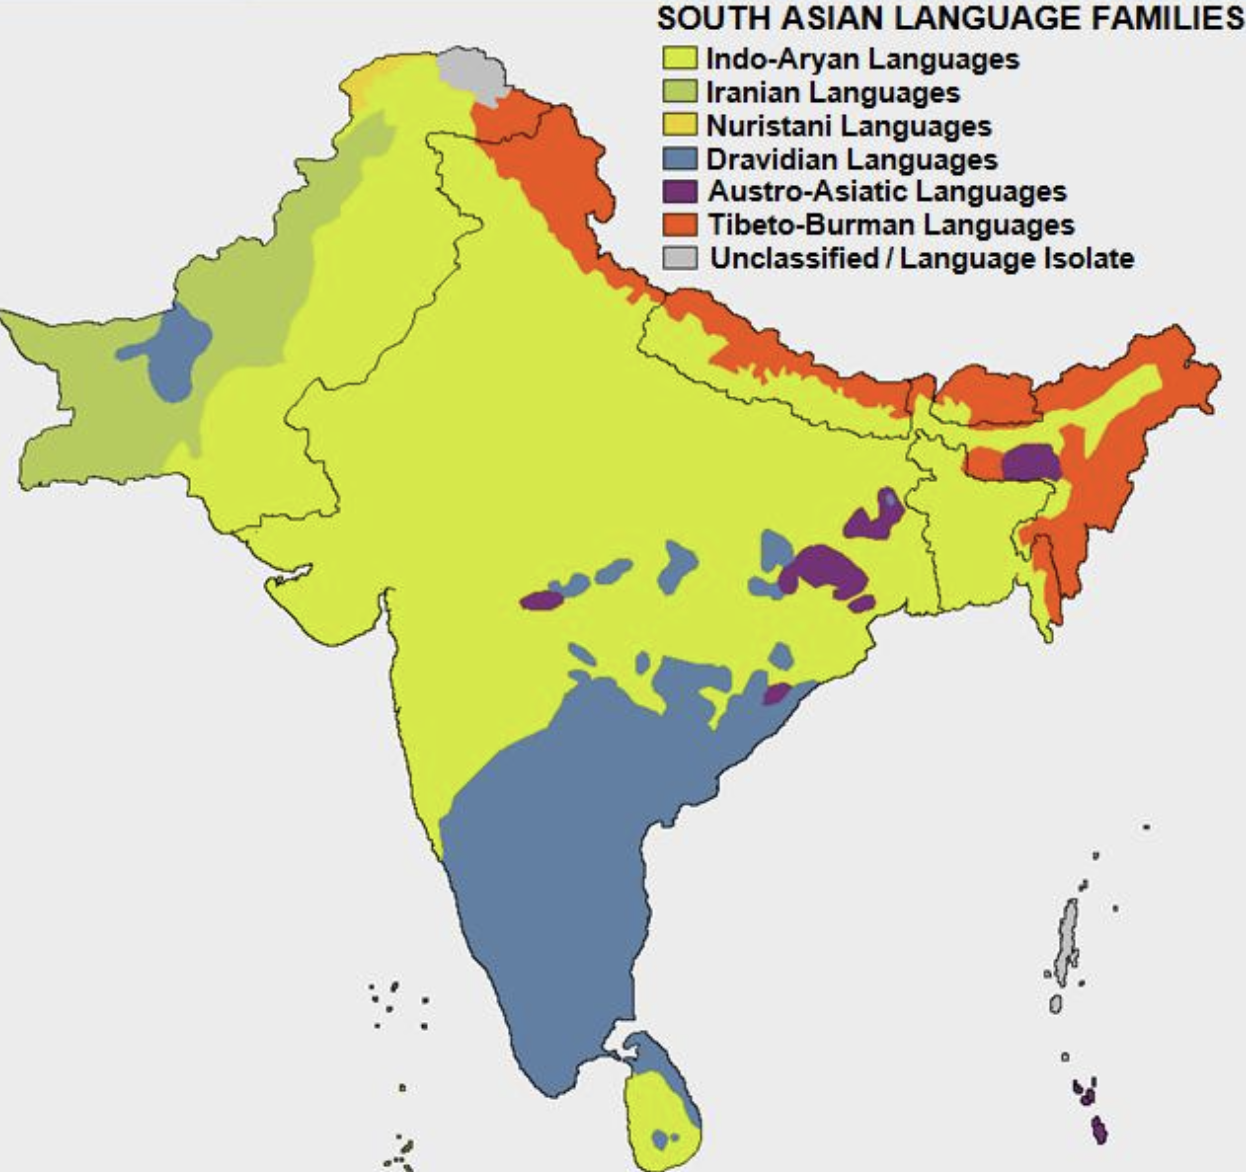 SOUTH ASIAN LANGUAGE FAMILIES
Indo-Aryan Languages
Iranian Languages
Nuristani Languages
Dravidian Languages
Austro-Asiatic Languages
Tibeto-Burman Languages
Unclassified / Language Isolate